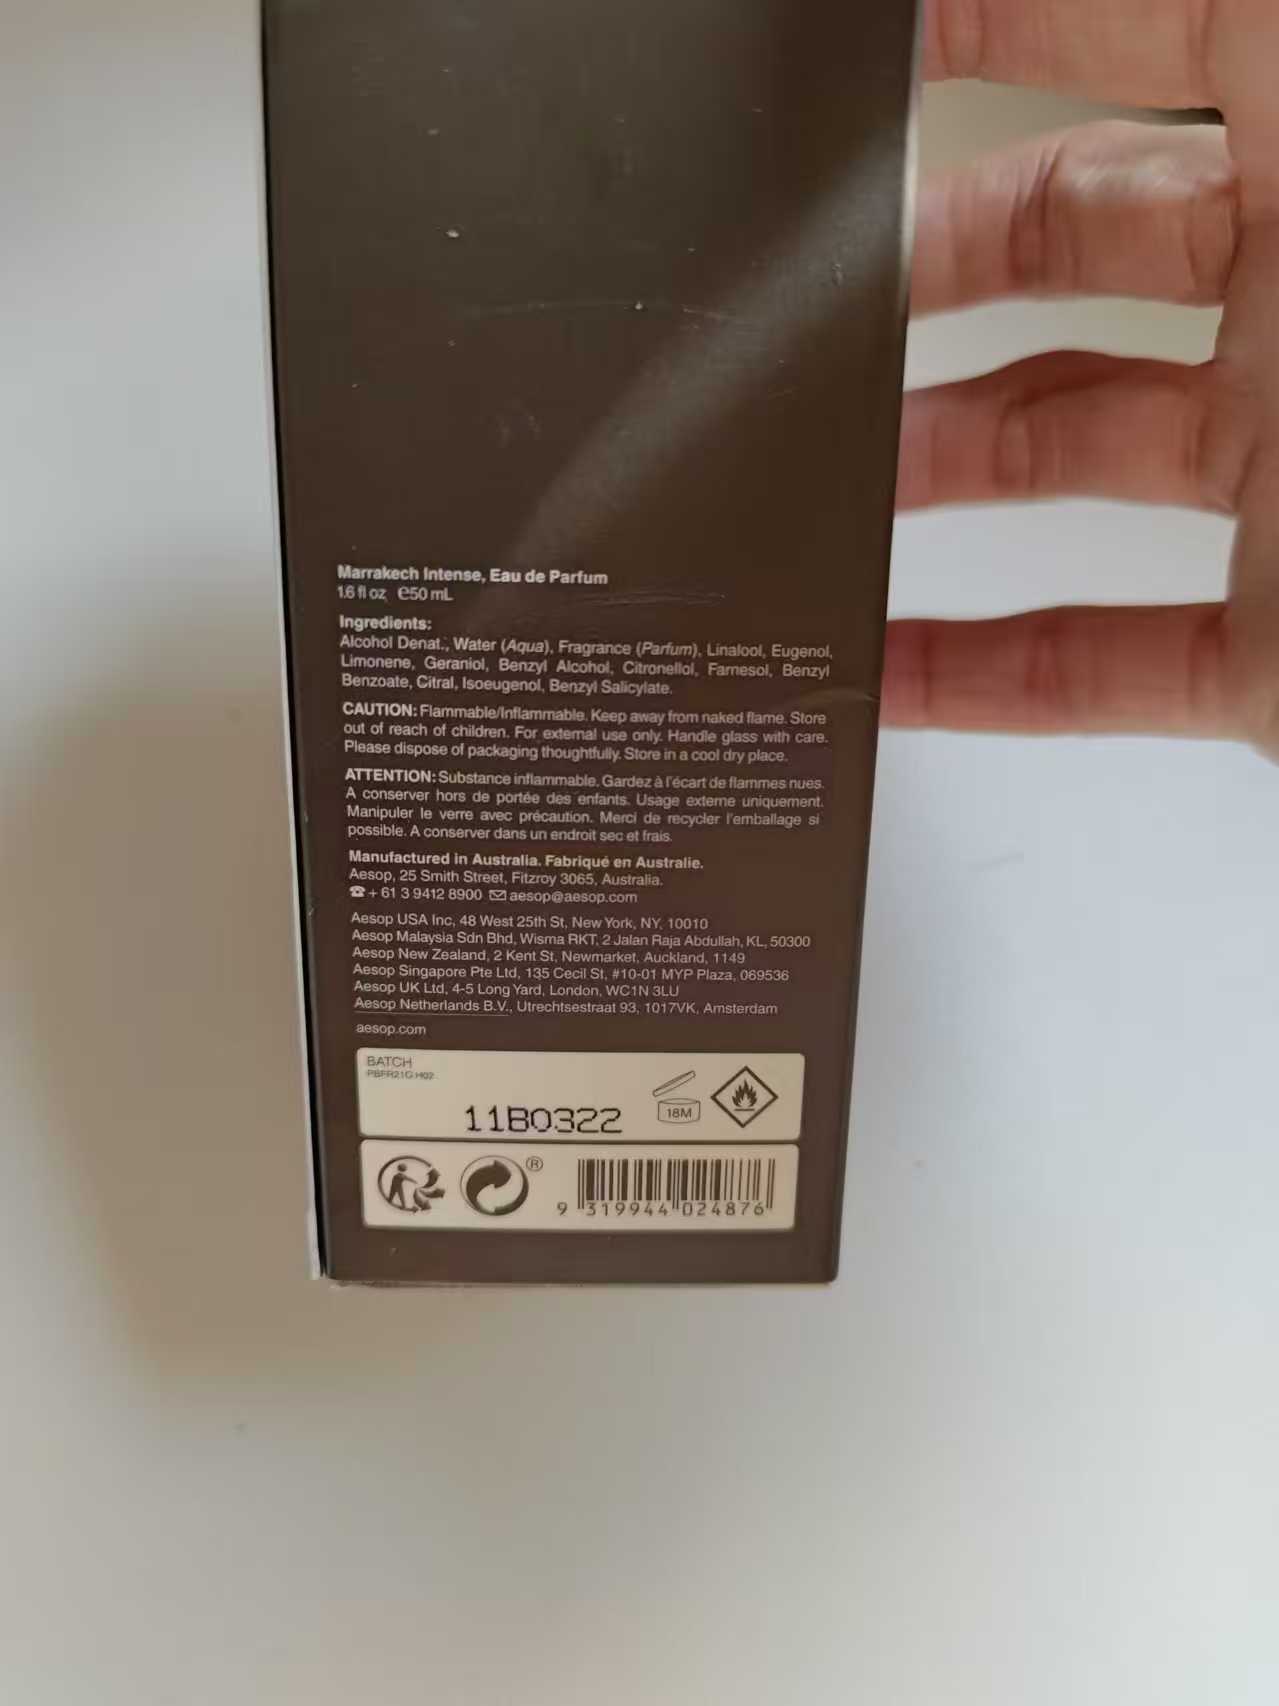 Marrakech Intense, Eau de Parfum
1.6 fl oz ℮50 mL
Ingredients:
Alcohol Denat., Water (Aqua), Fragrance (Parfum), Linalool, Eugenol,
Limonene, Geraniol, Benzyl Alcohol, Citronellol, Farnesol, Benzyl
Benzoate, Citral, Isoeugenol, Benzyl Salicylate.
CAUTION: Flammable/Inflammable. Keep away from naked flame. Store
out of reach of children. For external use only. Handle glass with care.
Please dispose of packaging thoughtfully. Store in a cool dry place.
ATTENTION: Substance inflammable. Gardez à l'écart de flammes nues.
A conserver hors de portée des enfants. Usage externe uniquement.
Manipuler le verre avec précaution. Merci de recycler l'emballage si
possible. A conserver dans un endroit sec et frais.
Manufactured in Australia. Fabriqué en Australie.
Aesop, 25 Smith Street, Fitzroy 3065, Australia.
☎ + 61 3 9412 8900 ✉ aesop@aesop.com
Aesop USA Inc, 48 West 25th St, New York, NY, 10010
Aesop Malaysia Sdn Bhd, Wisma RKT, 2 Jalan Raja Abdullah, KL, 50300
Aesop New Zealand, 2 Kent St, Newmarket, Auckland, 1149
Aesop Singapore Pte Ltd, 135 Cecil St, #10-01 MYP Plaza, 069536
Aesop UK Ltd, 4-5 Long Yard, London, WC1N 3LU
Aesop Netherlands B.V., Utrechtsestraat 93, 1017VK, Amsterdam
aesop.com
BATCH
PBFR21G H02
11B0322
18M
®
9 319944 024876